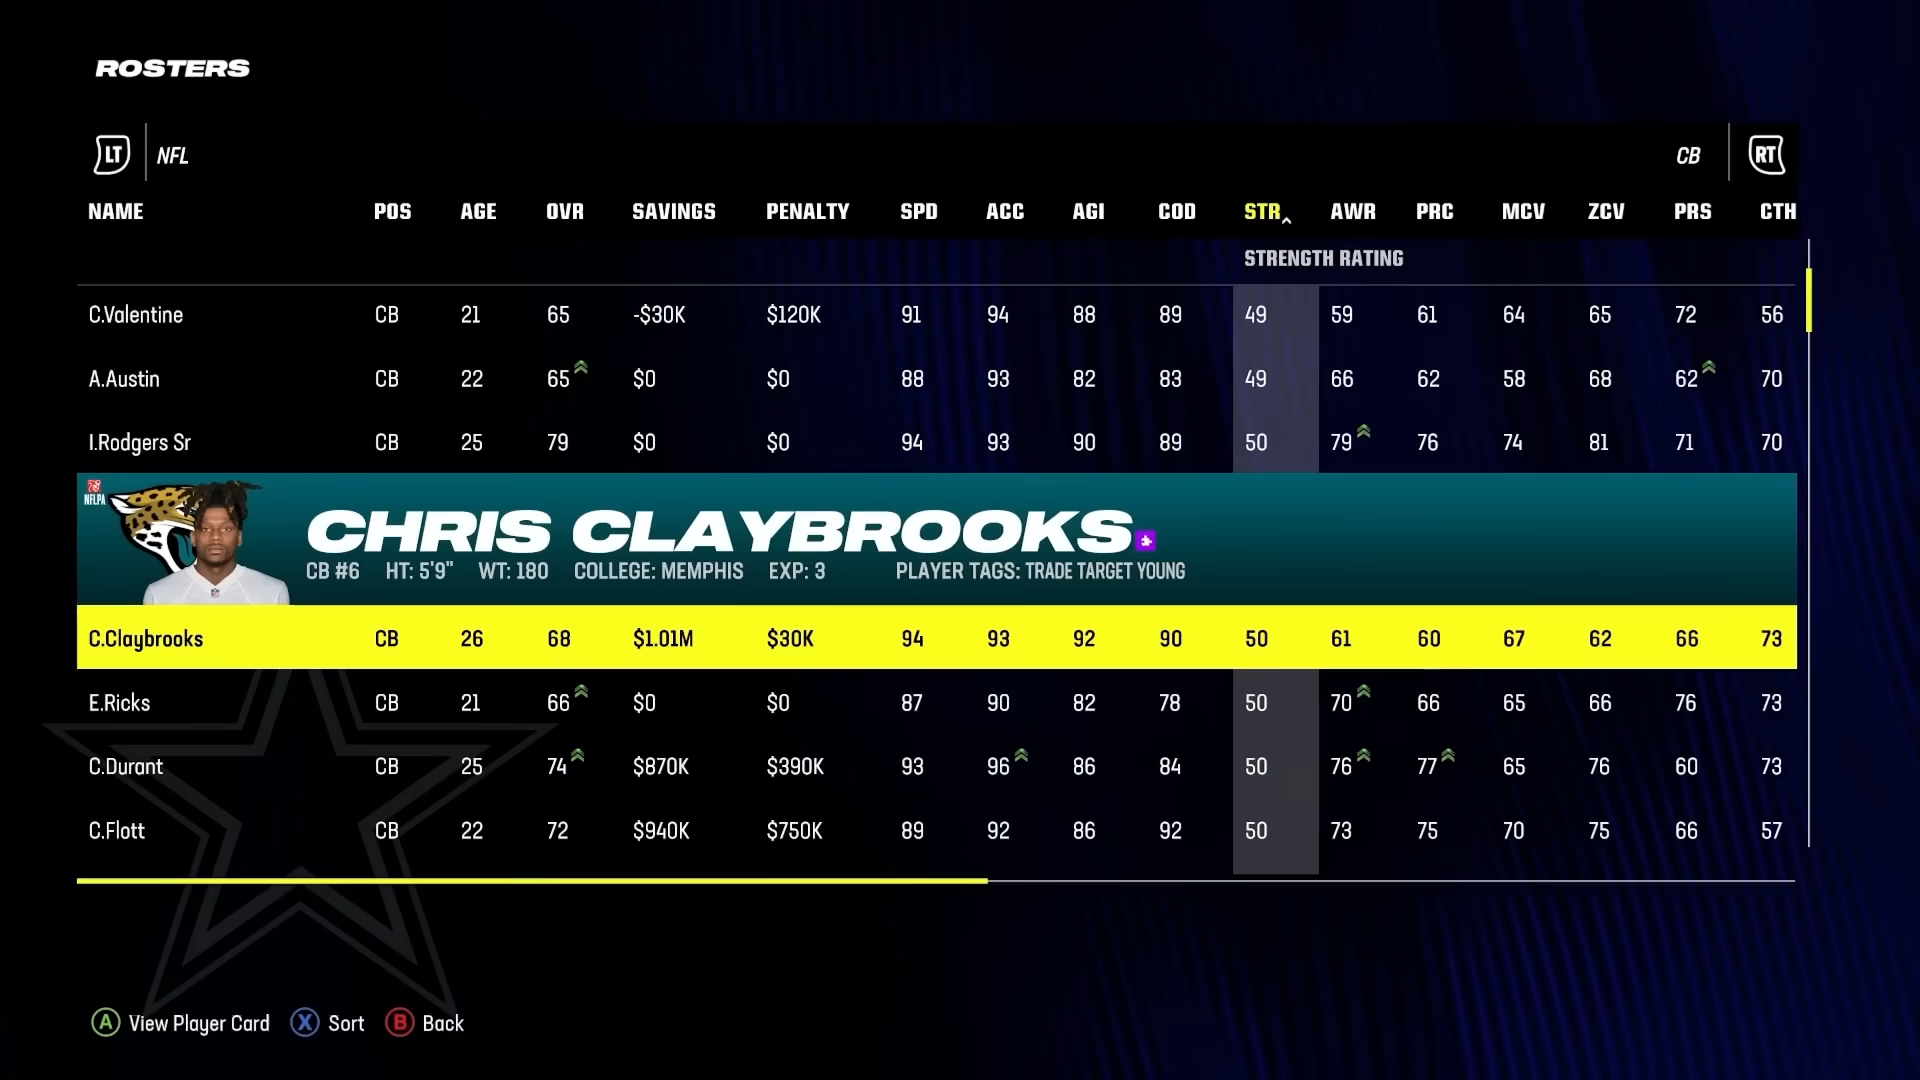 ROSTERS
LT NFL CB RT
NAME POS AGE OVR SAVINGS PENALTY SPD ACC AGI COD STR AWR PRC MCV ZCV PRS CTH
STRENGTH RATING
C.Valentine CB 21 65 -$30K $120K 91 94 88 89 49 59 61 64 65 72 56
A.Austin CB 22 65 $0 $0 88 93 82 83 49 66 62 58 68 62 70
I.Rodgers Sr CB 25 79 $0 $0 94 93 90 89 50 79 76 74 81 71 70
NFLPA
CHRIS CLAYBROOKS
CB #6 HT: 5'9" WT: 180 COLLEGE: MEMPHIS EXP: 3 PLAYER TAGS: TRADE TARGET YOUNG
C.Claybrooks CB 26 68 $1.01M $30K 94 93 92 90 50 61 60 67 62 66 73
E.Ricks CB 21 66 $0 $0 87 90 82 78 50 70 66 65 66 76 73
C.Durant CB 25 74 $870K $390K 93 96 86 84 50 76 77 65 76 60 73
C.Flott CB 22 72 $940K $750K 89 92 86 92 50 73 75 70 75 66 57
A View Player Card X Sort B Back